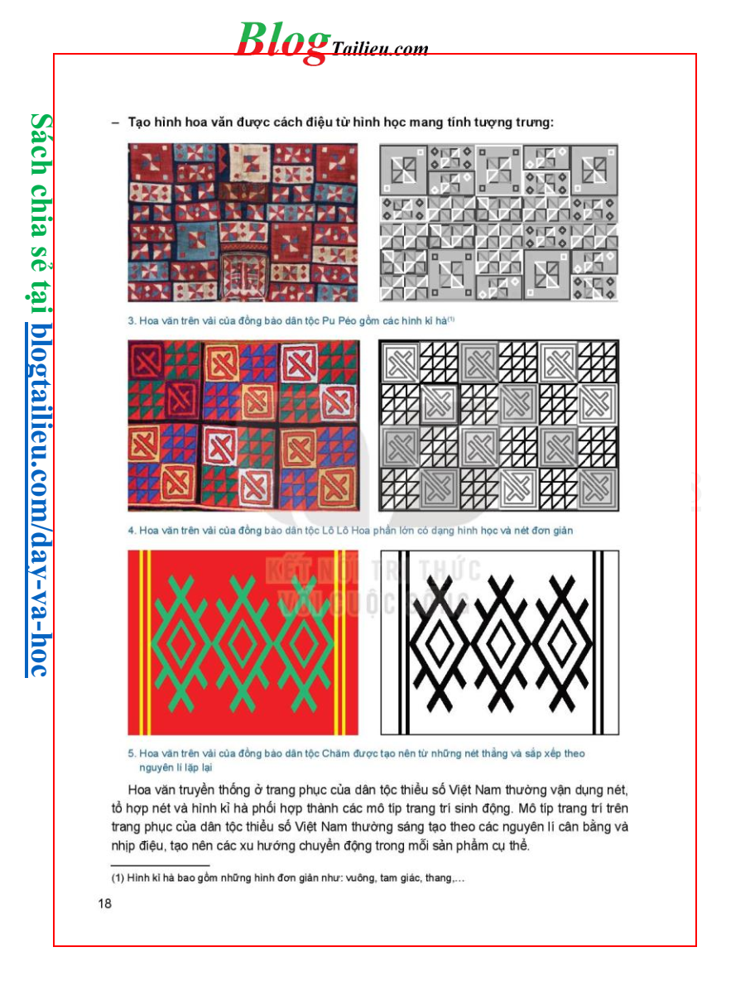 Blog Tailieu.com
Sách chia sẻ tại blogtailieu.com/day-va-hoc
– Tạo hình hoa văn được cách điệu từ hình học mang tính tượng trưng:
3. Hoa văn trên vải của đồng bào dân tộc Pu Péo gồm các hình kỉ hà(1)
4. Hoa văn trên vải của đồng bào dân tộc Lô Lô Hoa phần lớn có dạng hình học và nét đơn giản
KẾT NỐI TRI THỨC
VỚI CUỘC SỐNG
5. Hoa văn trên vải của đồng bào dân tộc Chăm được tạo nên từ những nét thẳng và sắp xếp theo
nguyên lí lặp lại
Hoa văn truyền thống ở trang phục của dân tộc thiểu số Việt Nam thường vận dụng nét,
tổ hợp nét và hình kỉ hà phối hợp thành các mô típ trang trí sinh động. Mô típ trang trí trên
trang phục của dân tộc thiểu số Việt Nam thường sáng tạo theo các nguyên lí cân bằng và
nhịp điệu, tạo nên các xu hướng chuyển động trong mỗi sản phẩm cụ thể.
(1) Hình kỉ hà bao gồm những hình đơn giản như: vuông, tam giác, thang,...
18